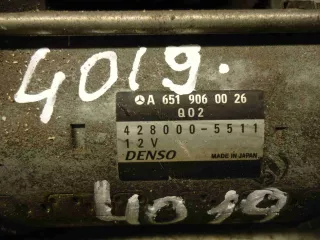 4019.
A 651 906 00 26
Q02
428000-5511
12V
DENSO MADE IN JAPAN
4019